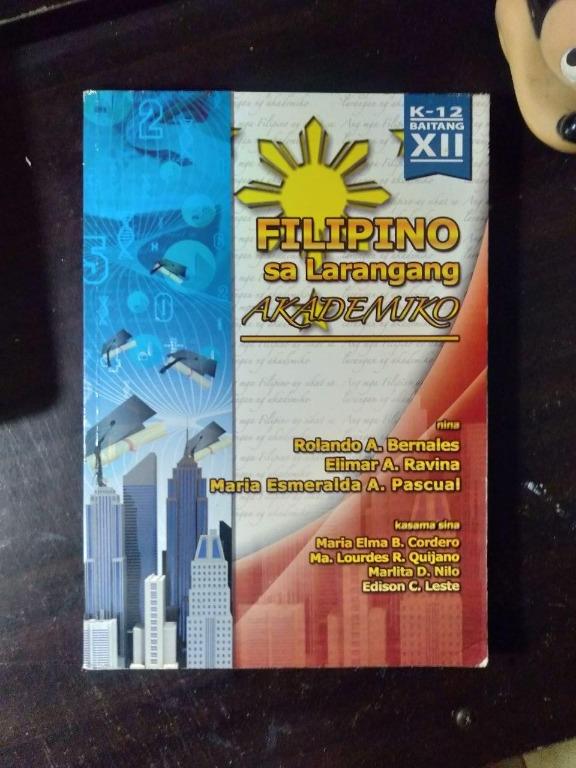 K-12
BAITANG
XII
FILIPINO
sa Larangang
AKADEMIKO
nina
Rolando A. Bernales
Elimar A. Ravina
Maria Esmeralda A. Pascual
kasama sina
Maria Elma B. Cordero
Ma. Lourdes R. Quijano
Marlita D. Nilo
Edison C. Leste